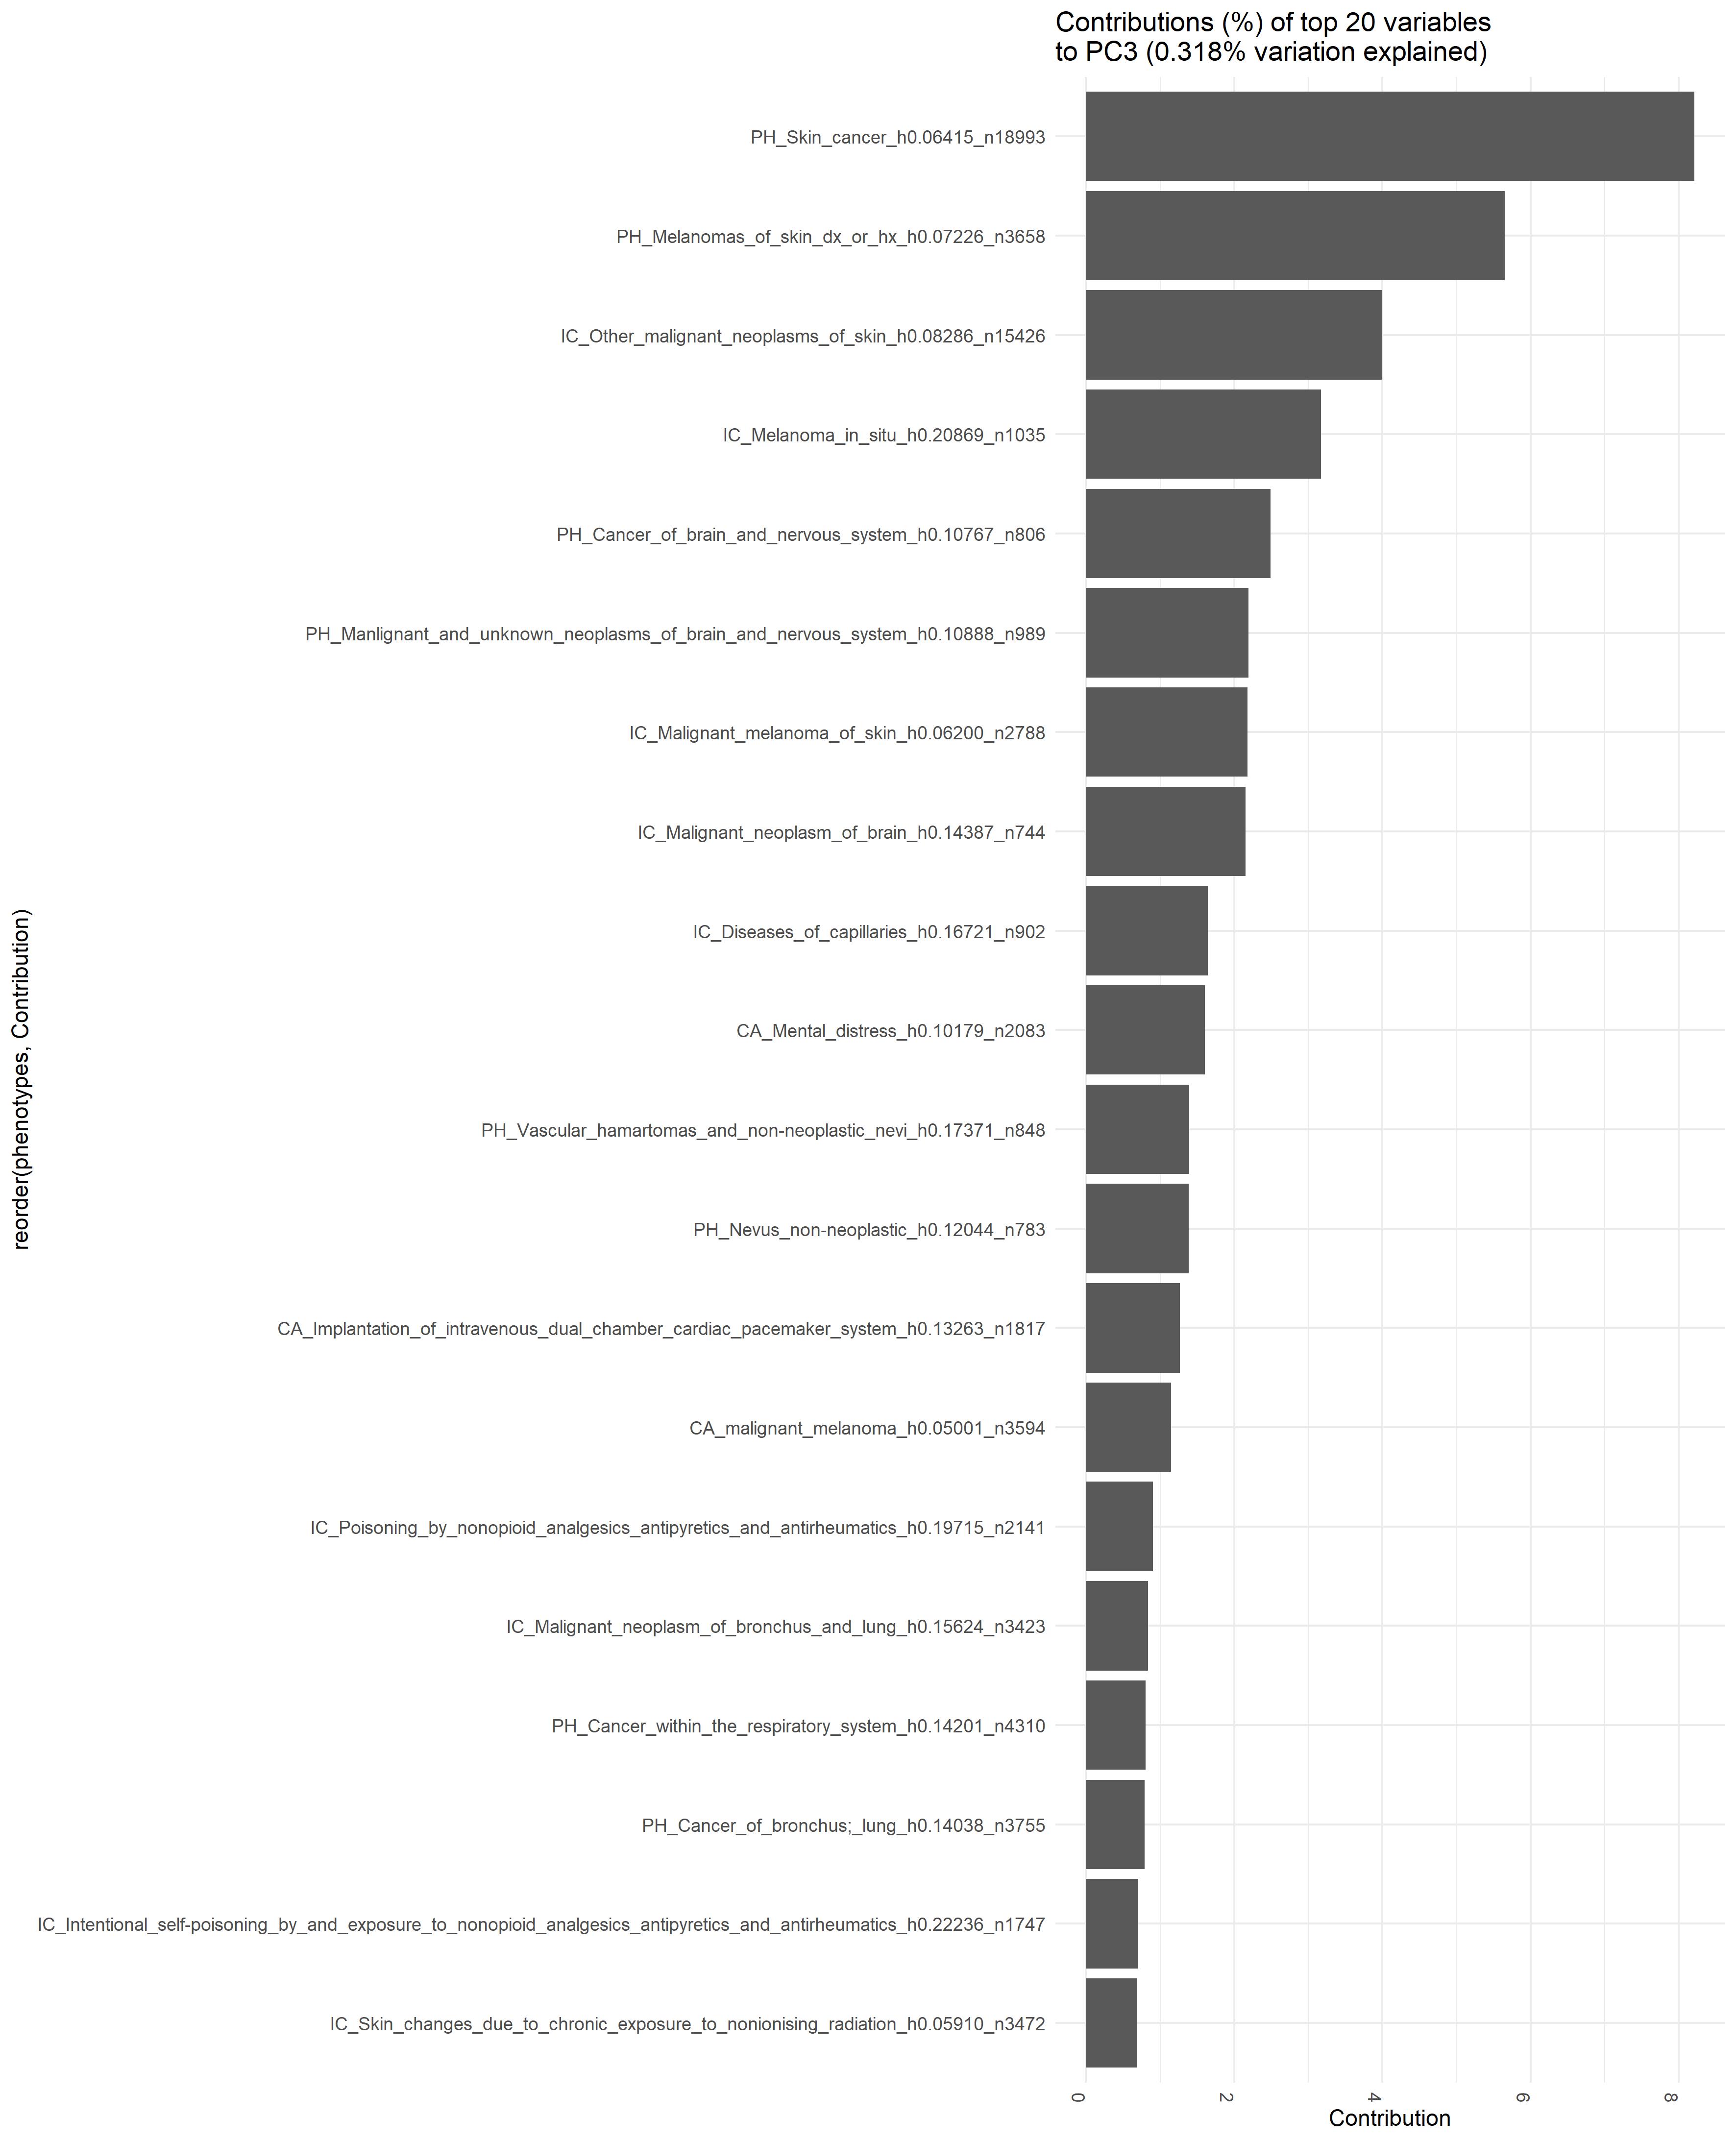 Contributions (%) of top 20 variables
to PC3 (0.318% variation explained)
PH_Skin_cancer_h0.06415_n18993
PH_Melanomas_of_skin_dx_or_hx_h0.07226_n3658
IC_Other_malignant_neoplasms_of_skin_h0.08286_n15426
IC_Melanoma_in_situ_h0.20869_n1035
PH_Cancer_of_brain_and_nervous_system_h0.10767_n806
PH_Manlignant_and_unknown_neoplasms_of_brain_and_nervous_system_h0.10888_n989
IC_Malignant_melanoma_of_skin_h0.06200_n2788
IC_Malignant_neoplasm_of_brain_h0.14387_n744
IC_Diseases_of_capillaries_h0.16721_n902
CA_Mental_distress_h0.10179_n2083
PH_Vascular_hamartomas_and_non-neoplastic_nevi_h0.17371_n848
PH_Nevus_non-neoplastic_h0.12044_n783
CA_Implantation_of_intravenous_dual_chamber_cardiac_pacemaker_system_h0.13263_n1817
CA_malignant_melanoma_h0.05001_n3594
IC_Poisoning_by_nonopioid_analgesics_antipyretics_and_antirheumatics_h0.19715_n2141
IC_Malignant_neoplasm_of_bronchus_and_lung_h0.15624_n3423
PH_Cancer_within_the_respiratory_system_h0.14201_n4310
PH_Cancer_of_bronchus;_lung_h0.14038_n3755
IC_Intentional_self-poisoning_by_and_exposure_to_nonopioid_analgesics_antipyretics_and_antirheumatics_h0.22236_n1747
IC_Skin_changes_due_to_chronic_exposure_to_nonionising_radiation_h0.05910_n3472
reorder(phenotypes, Contribution)
0 2 4 6 8
Contribution